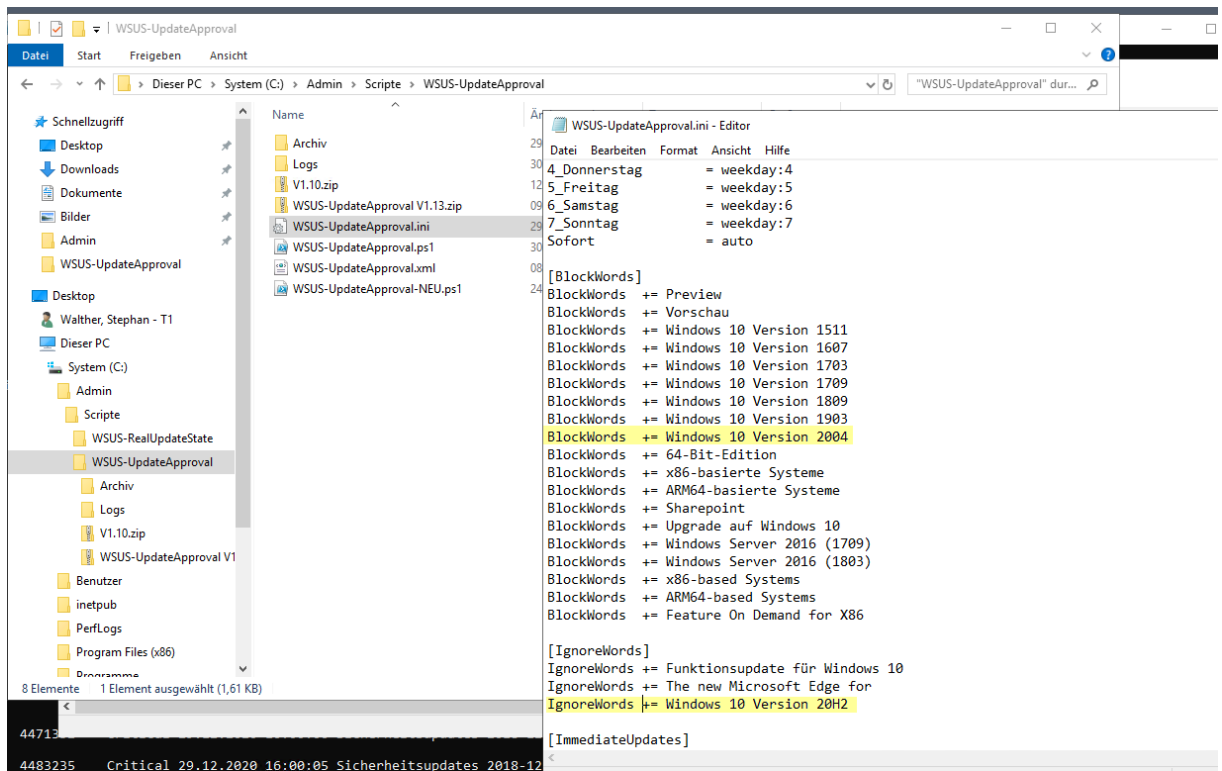 WSUS-UpdateApproval
Datei Start Freigeben Ansicht
Dieser PC > System (C:) > Admin > Scripte > WSUS-UpdateApproval
"WSUS-UpdateApproval" dur...
Schnellzugriff
Desktop
Downloads
Dokumente
Bilder
Admin
WSUS-UpdateApproval
Desktop
Walther, Stephan - T1
Dieser PC
System (C:)
Admin
Scripte
WSUS-RealUpdateState
WSUS-UpdateApproval
Archiv
Logs
V1.10.zip
WSUS-UpdateApproval V1
Benutzer
inetpub
PerfLogs
Program Files (x86)
Programme
Name Är
Archiv 29
Logs 30
V1.10.zip 12
WSUS-UpdateApproval V1.13.zip 09
WSUS-UpdateApproval.ini 29
WSUS-UpdateApproval.ps1 30
WSUS-UpdateApproval.xml 08
WSUS-UpdateApproval-NEU.ps1 24
8 Elemente 1 Element ausgewählt (1,61 KB)
WSUS-UpdateApproval.ini - Editor
Datei Bearbeiten Format Ansicht Hilfe
4_Donnerstag = weekday:4
5_Freitag = weekday:5
6_Samstag = weekday:6
7_Sonntag = weekday:7
Sofort = auto
[BlockWords]
BlockWords += Preview
BlockWords += Vorschau
BlockWords += Windows 10 Version 1511
BlockWords += Windows 10 Version 1607
BlockWords += Windows 10 Version 1703
BlockWords += Windows 10 Version 1709
BlockWords += Windows 10 Version 1809
BlockWords += Windows 10 Version 1903
BlockWords += Windows 10 Version 2004
BlockWords += 64-Bit-Edition
BlockWords += x86-basierte Systeme
BlockWords += ARM64-basierte Systeme
BlockWords += Sharepoint
BlockWords += Upgrade auf Windows 10
BlockWords += Windows Server 2016 (1709)
BlockWords += Windows Server 2016 (1803)
BlockWords += x86-based Systems
BlockWords += ARM64-based Systems
BlockWords += Feature On Demand for X86
[IgnoreWords]
IgnoreWords += Funktionsupdate für Windows 10
IgnoreWords += The new Microsoft Edge for
IgnoreWords += Windows 10 Version 20H2
[ImmediateUpdates]
4483235 Critical 29.12.2020 16:00:05 Sicherheitsupdates 2018-12